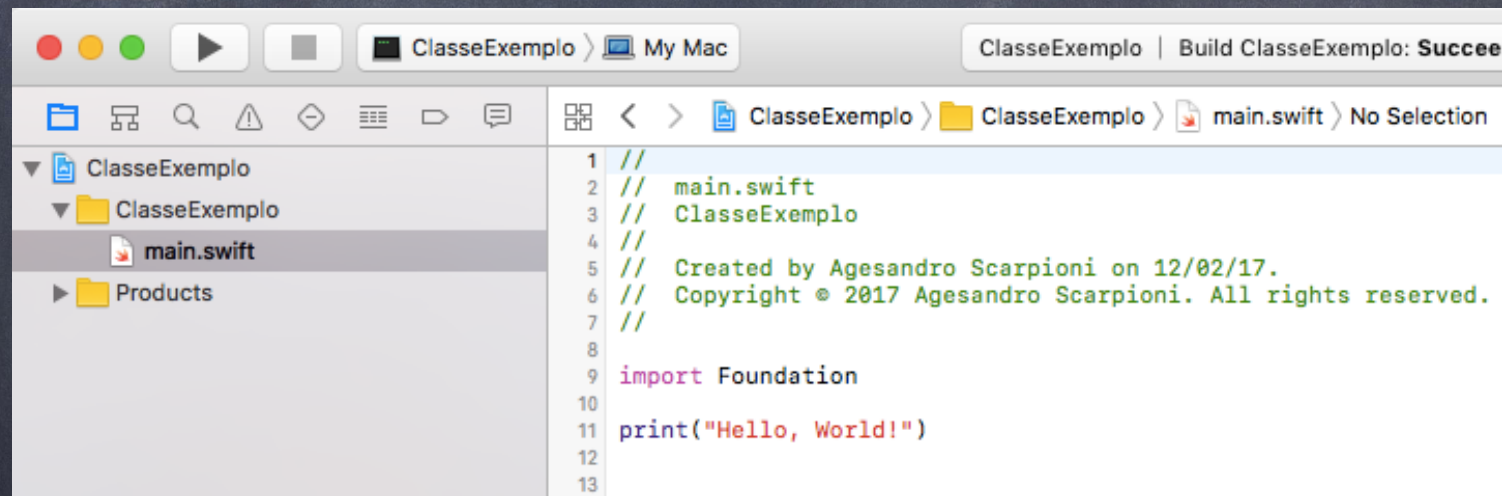 ClasseExemplo My Mac ClasseExemplo | Build ClasseExemplo:
ClasseExemplo ClasseExemplo main.swift No Selection
ClasseExemplo
ClasseExemplo
main.swift
Products
1 //
2 // main.swift
3 // ClasseExemplo
4 //
5 // Created by Agesandro Scarpioni on 12/02/17.
6 // Copyright © 2017 Agesandro Scarpioni. All rights reserved.
7 //
8
9 import Foundation
10
11 print("Hello, World!")
12
13